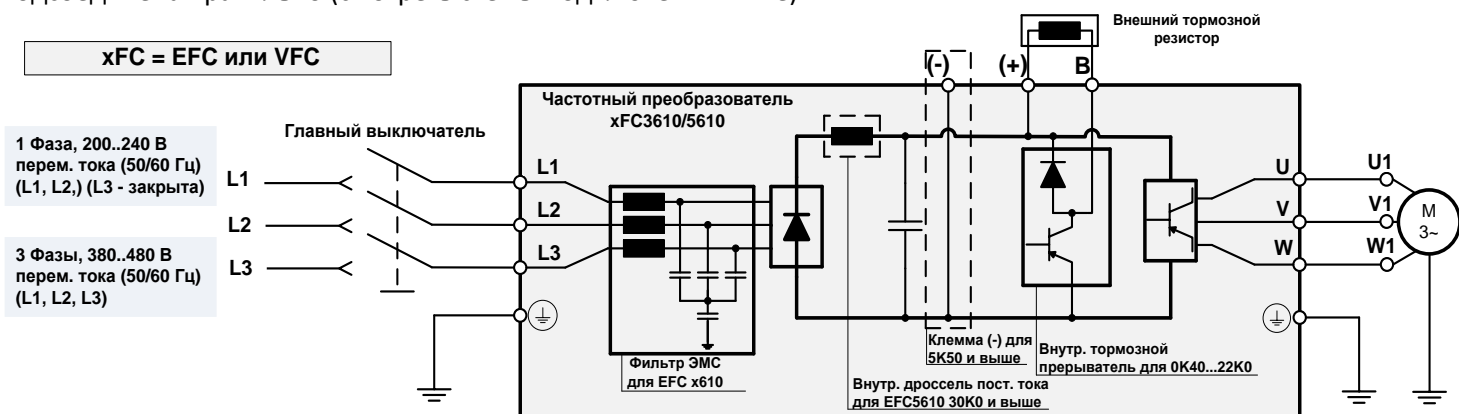 xFC = EFC или VFC
Внешний тормозной
резистор
(-)
(+)
B
Частотный преобразователь
xFC3610/5610
1 Фаза, 200..240 В
перем. тока (50/60 Гц)
(L1, L2,) (L3 - закрыта)
3 Фазы, 380..480 В
перем. тока (50/60 Гц)
(L1, L2, L3)
Главный выключатель
L1
L2
L3
L1
L2
L3
U
V
W
U1
V1
W1
M
3~
Фильтр ЭМС
для EFC x610
Внутр. дроссель пост. тока
для EFC5610 30K0 и выше
Клемма (-) для
5K50 и выше
Внутр. тормозной
прерыватель для 0K40...22K0